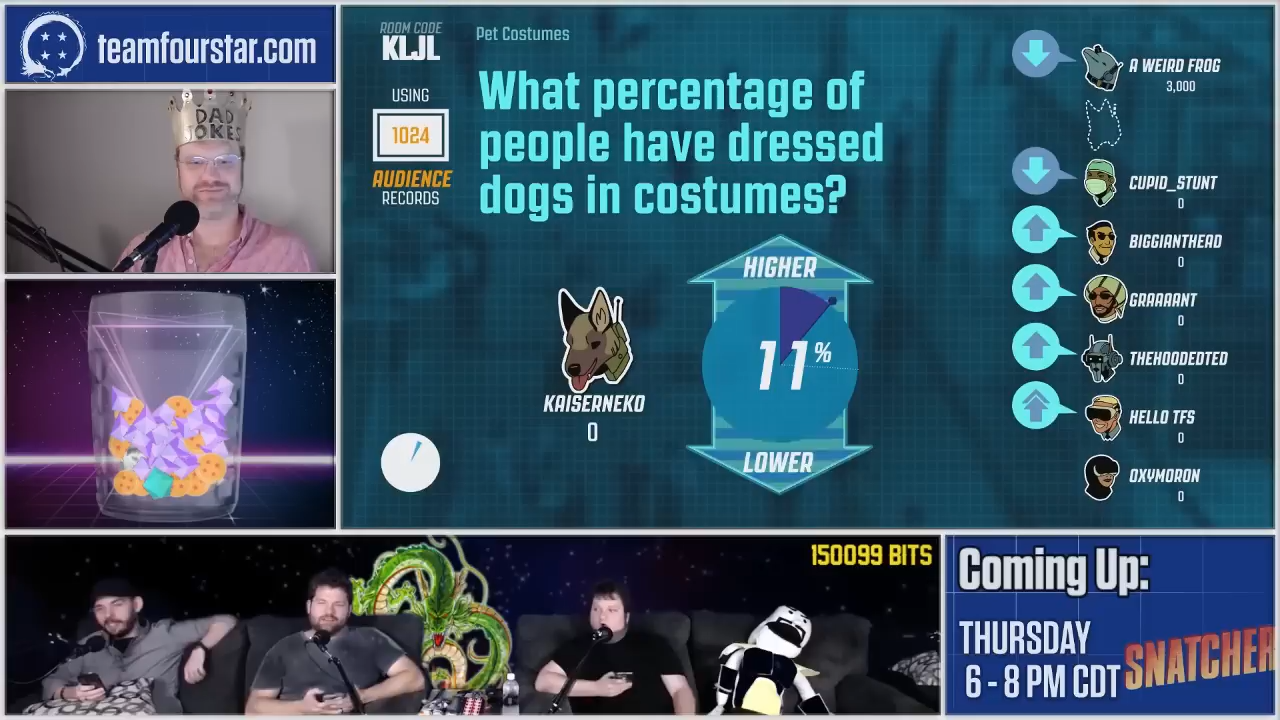 teamfourstar.com
DAD
JOKES
ROOM CODE
KLJL
USING
1024
AUDIENCE
RECORDS
Pet Costumes
What percentage of
people have dressed
dogs in costumes?
HIGHER
11%
LOWER
KAISERNEKO
0
A WEIRD FROG
3,000
CUPID_STUNT
0
BIGGIANTHEAD
0
GRAAAANT
0
THEHOODEDTED
0
HELLO TFS
0
OXYMORON
0
150099 BITS
Coming Up:
THURSDAY
6 - 8 PM CDT
SNATCHER